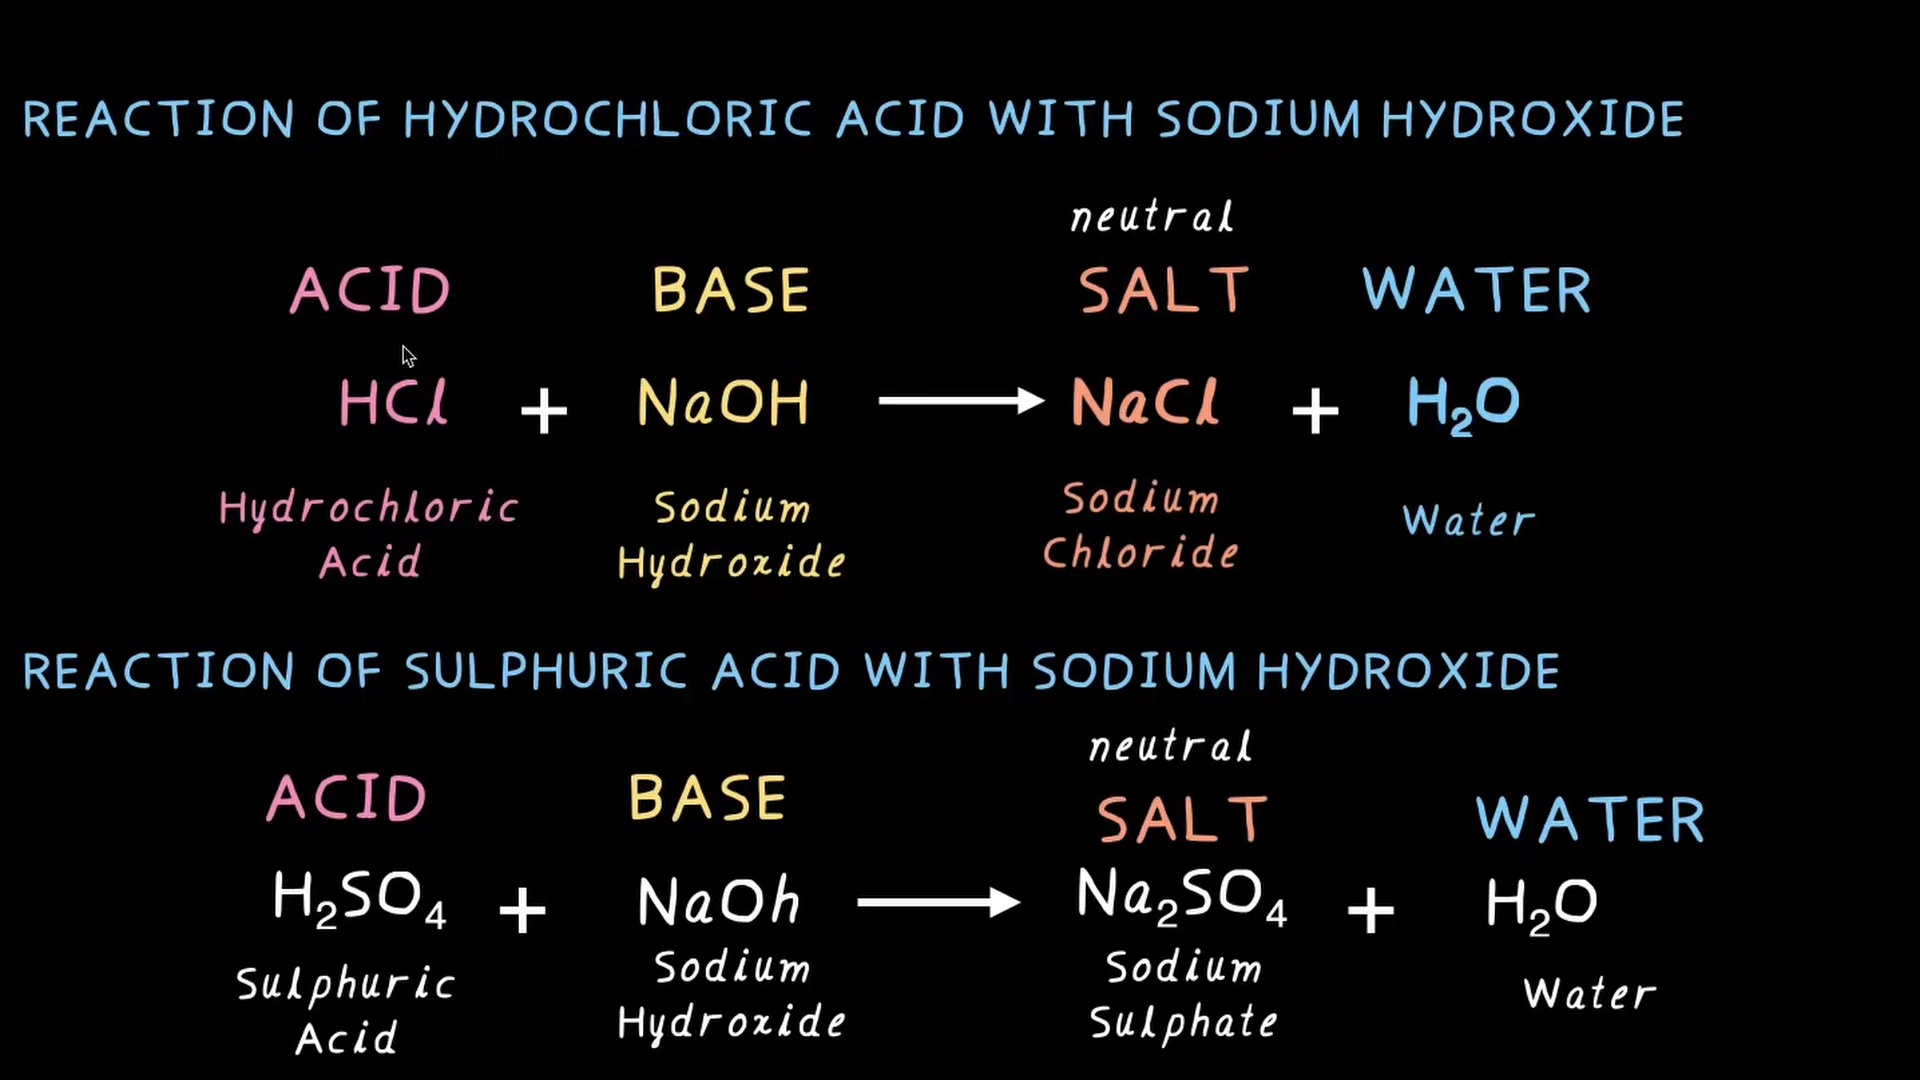 REACTION OF HYDROCHLORIC ACID WITH SODIUM HYDROXIDE
neutral
ACID BASE SALT WATER
HCl + NaOH → NaCl + H₂O
Hydrochloric Acid
Sodium Hydroxide
Sodium Chloride
Water
REACTION OF SULPHURIC ACID WITH SODIUM HYDROXIDE
neutral
ACID BASE SALT WATER
H₂SO₄ + NaOh → Na₂SO₄ + H₂O
Sulphuric Acid
Sodium Hydroxide
Sodium Sulphate
Water